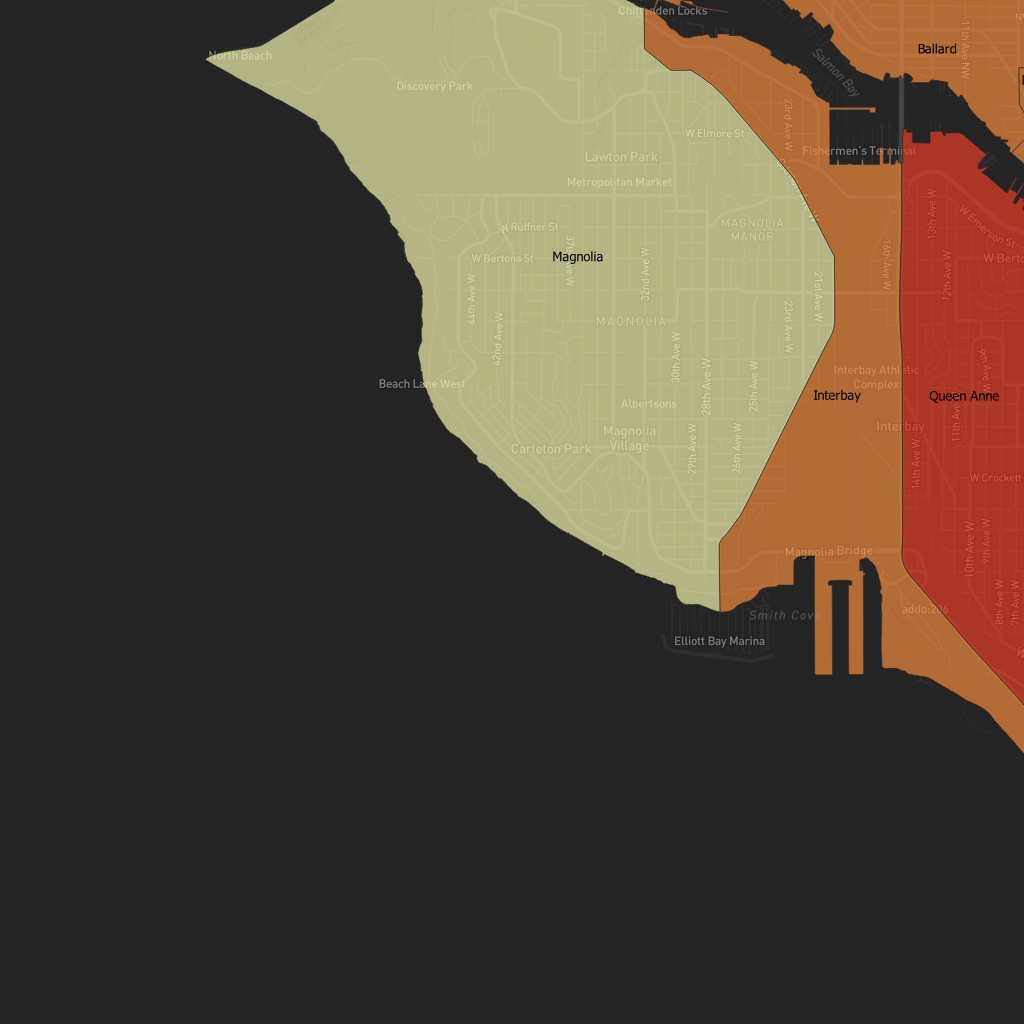 Chittenden Locks
11th Ave NW
Ballard
North Beach
Salmon Bay
Discovery Park
23rd Ave W
W Elmore St
Fishermen's Terminal
Lawton Park
Metropolitan Market
13th Ave W
W Emerson St
MAGNOLIA
MANOR
W Ruffner St
37th Ave W
16th Ave W
W Bertona St
Magnolia
32nd Ave W
12th Ave W
44th Ave W
21st Ave W
MAGNOLIA
42nd Ave W
23rd Ave W
30th Ave W
Interbay Athletic
Complex
9th Ave W
Beach Lane West
28th Ave W
25th Ave W
Interbay
Queen Anne
Albertsons
11th Ave W
Magnolia
Village
Interbay
Carleton Park
29th Ave W
26th Ave W
14th Ave W
W Crockett
10th Ave W
9th Ave W
Magnolia Bridge
8th Ave W
7th Ave W
addo:206
Smith Cove
Elliott Bay Marina